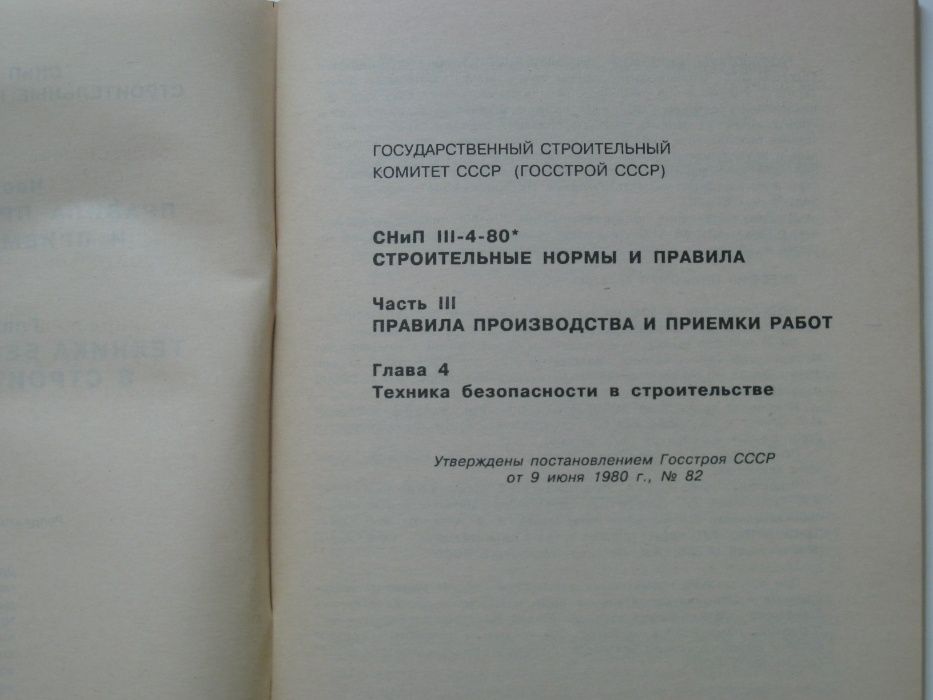 ГОСУДАРСТВЕННЫЙ СТРОИТЕЛЬНЫЙ
КОМИТЕТ СССР (ГОССТРОЙ СССР)
СНиП III-4-80*
СТРОИТЕЛЬНЫЕ НОРМЫ И ПРАВИЛА
Часть III
ПРАВИЛА ПРОИЗВОДСТВА И ПРИЕМКИ РАБОТ
Глава 4
Техника безопасности в строительстве
Утверждены постановлением Госстроя СССР
от 9 июня 1980 г., № 82